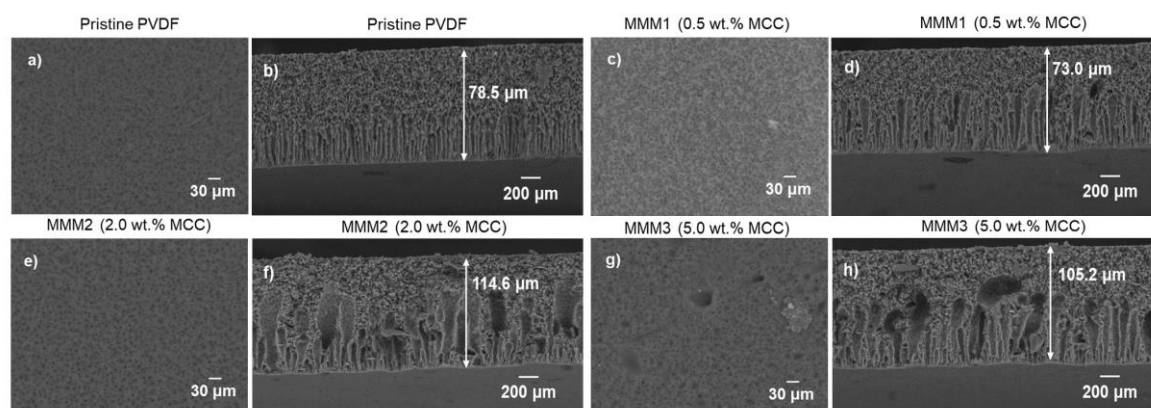 Pristine PVDF
Pristine PVDF
MMM1 (0.5 wt.% MCC)
MMM1 (0.5 wt.% MCC)
a)
30 µm
b)
78.5 µm
200 µm
c)
30 µm
d)
73.0 µm
200 µm
MMM2 (2.0 wt.% MCC)
MMM2 (2.0 wt.% MCC)
MMM3 (5.0 wt.% MCC)
MMM3 (5.0 wt.% MCC)
e)
30 µm
f)
114.6 µm
200 µm
g)
30 µm
h)
105.2 µm
200 µm